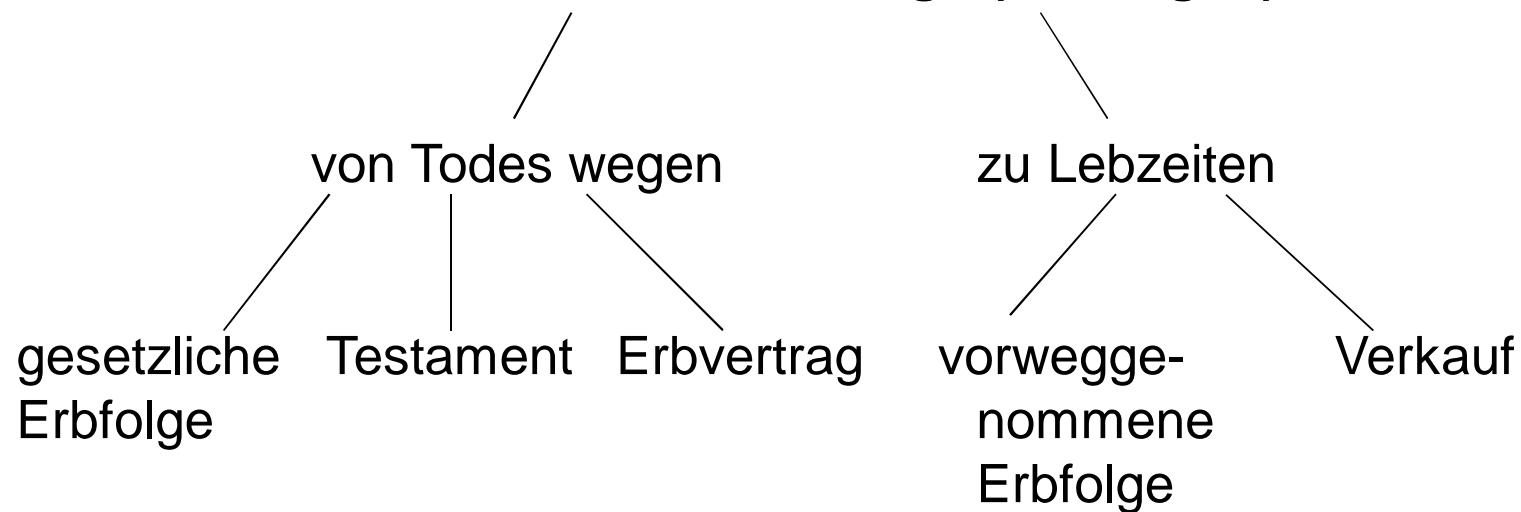 von Todes wegen zu Lebzeiten
gesetzliche Testament Erbvertrag vorwegge- Verkauf
Erbfolge nommene
Erbfolge